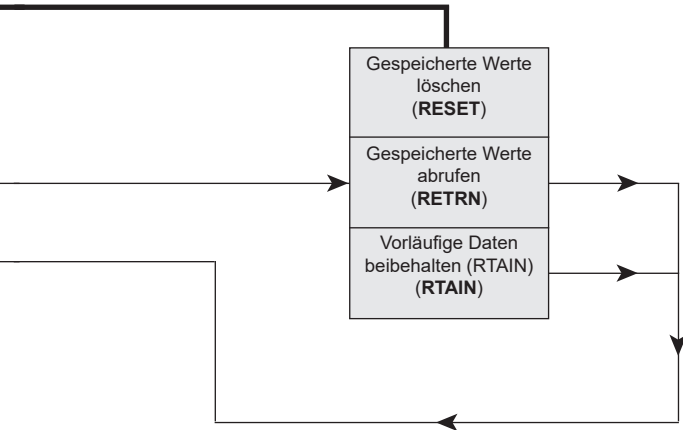 Gespeicherte Werte
löschen
(RESET)
Gespeicherte Werte
abrufen
(RETRN)
Vorläufige Daten
beibehalten (RTAIN)
(RTAIN)